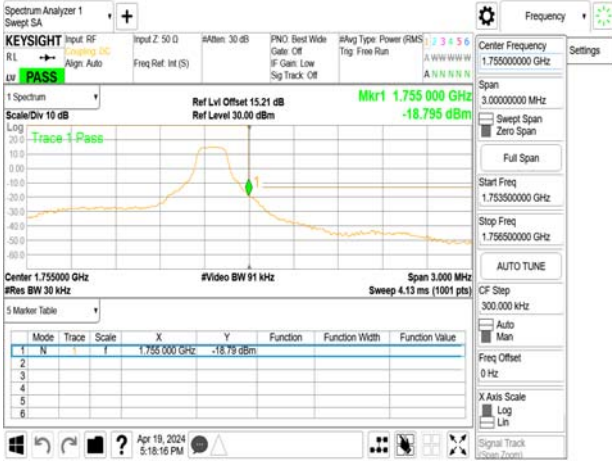 Spectrum Analyzer 1
Swept SA
+
Frequency
KEYSIGHT
RL
LW PASS
Input: RF
Coupling: DC
Align: Auto
Input Z: 50 Ω
Freq Ref: Int (S)
#Atten: 30 dB
PNO: Best Wide
Gate: Off
IF Gain: Low
Sig Track: Off
#Avg Type: Power (RMS)
Trig: Free Run
1 2 3 4 5 6
A W W W W W
A N N N N N
1 Spectrum
Scale/Div 10 dB
Ref Lvl Offset 15.21 dB
Ref Level 30.00 dBm
Mkr1 1.755 000 GHz
-18.795 dBm
Log
Trace 1 Pass
20.0
10.0
0.00
-10.0
-20.0
-30.0
-40.0
-50.0
-60.0
1
Center 1.755000 GHz
#Res BW 30 kHz
#Video BW 91 kHz
Span 3.000 MHz
Sweep 4.13 ms (1001 pts)
5 Marker Table
Mode Trace Scale X Y Function Function Width Function Value
1 N 1 f 1.755 000 GHz -18.79 dBm
2
3
4
5
6
Apr 19, 2024
5:18:16 PM
Center Frequency
1.755000000 GHz
Settings
Span
3.00000000 MHz
Swept Span
Zero Span
Full Span
Start Freq
1.753500000 GHz
Stop Freq
1.756500000 GHz
AUTO TUNE
CF Step
300.000 kHz
Auto
Man
Freq Offset
0 Hz
X Axis Scale
Log
Lin
Signal Track
(Span Zoom)